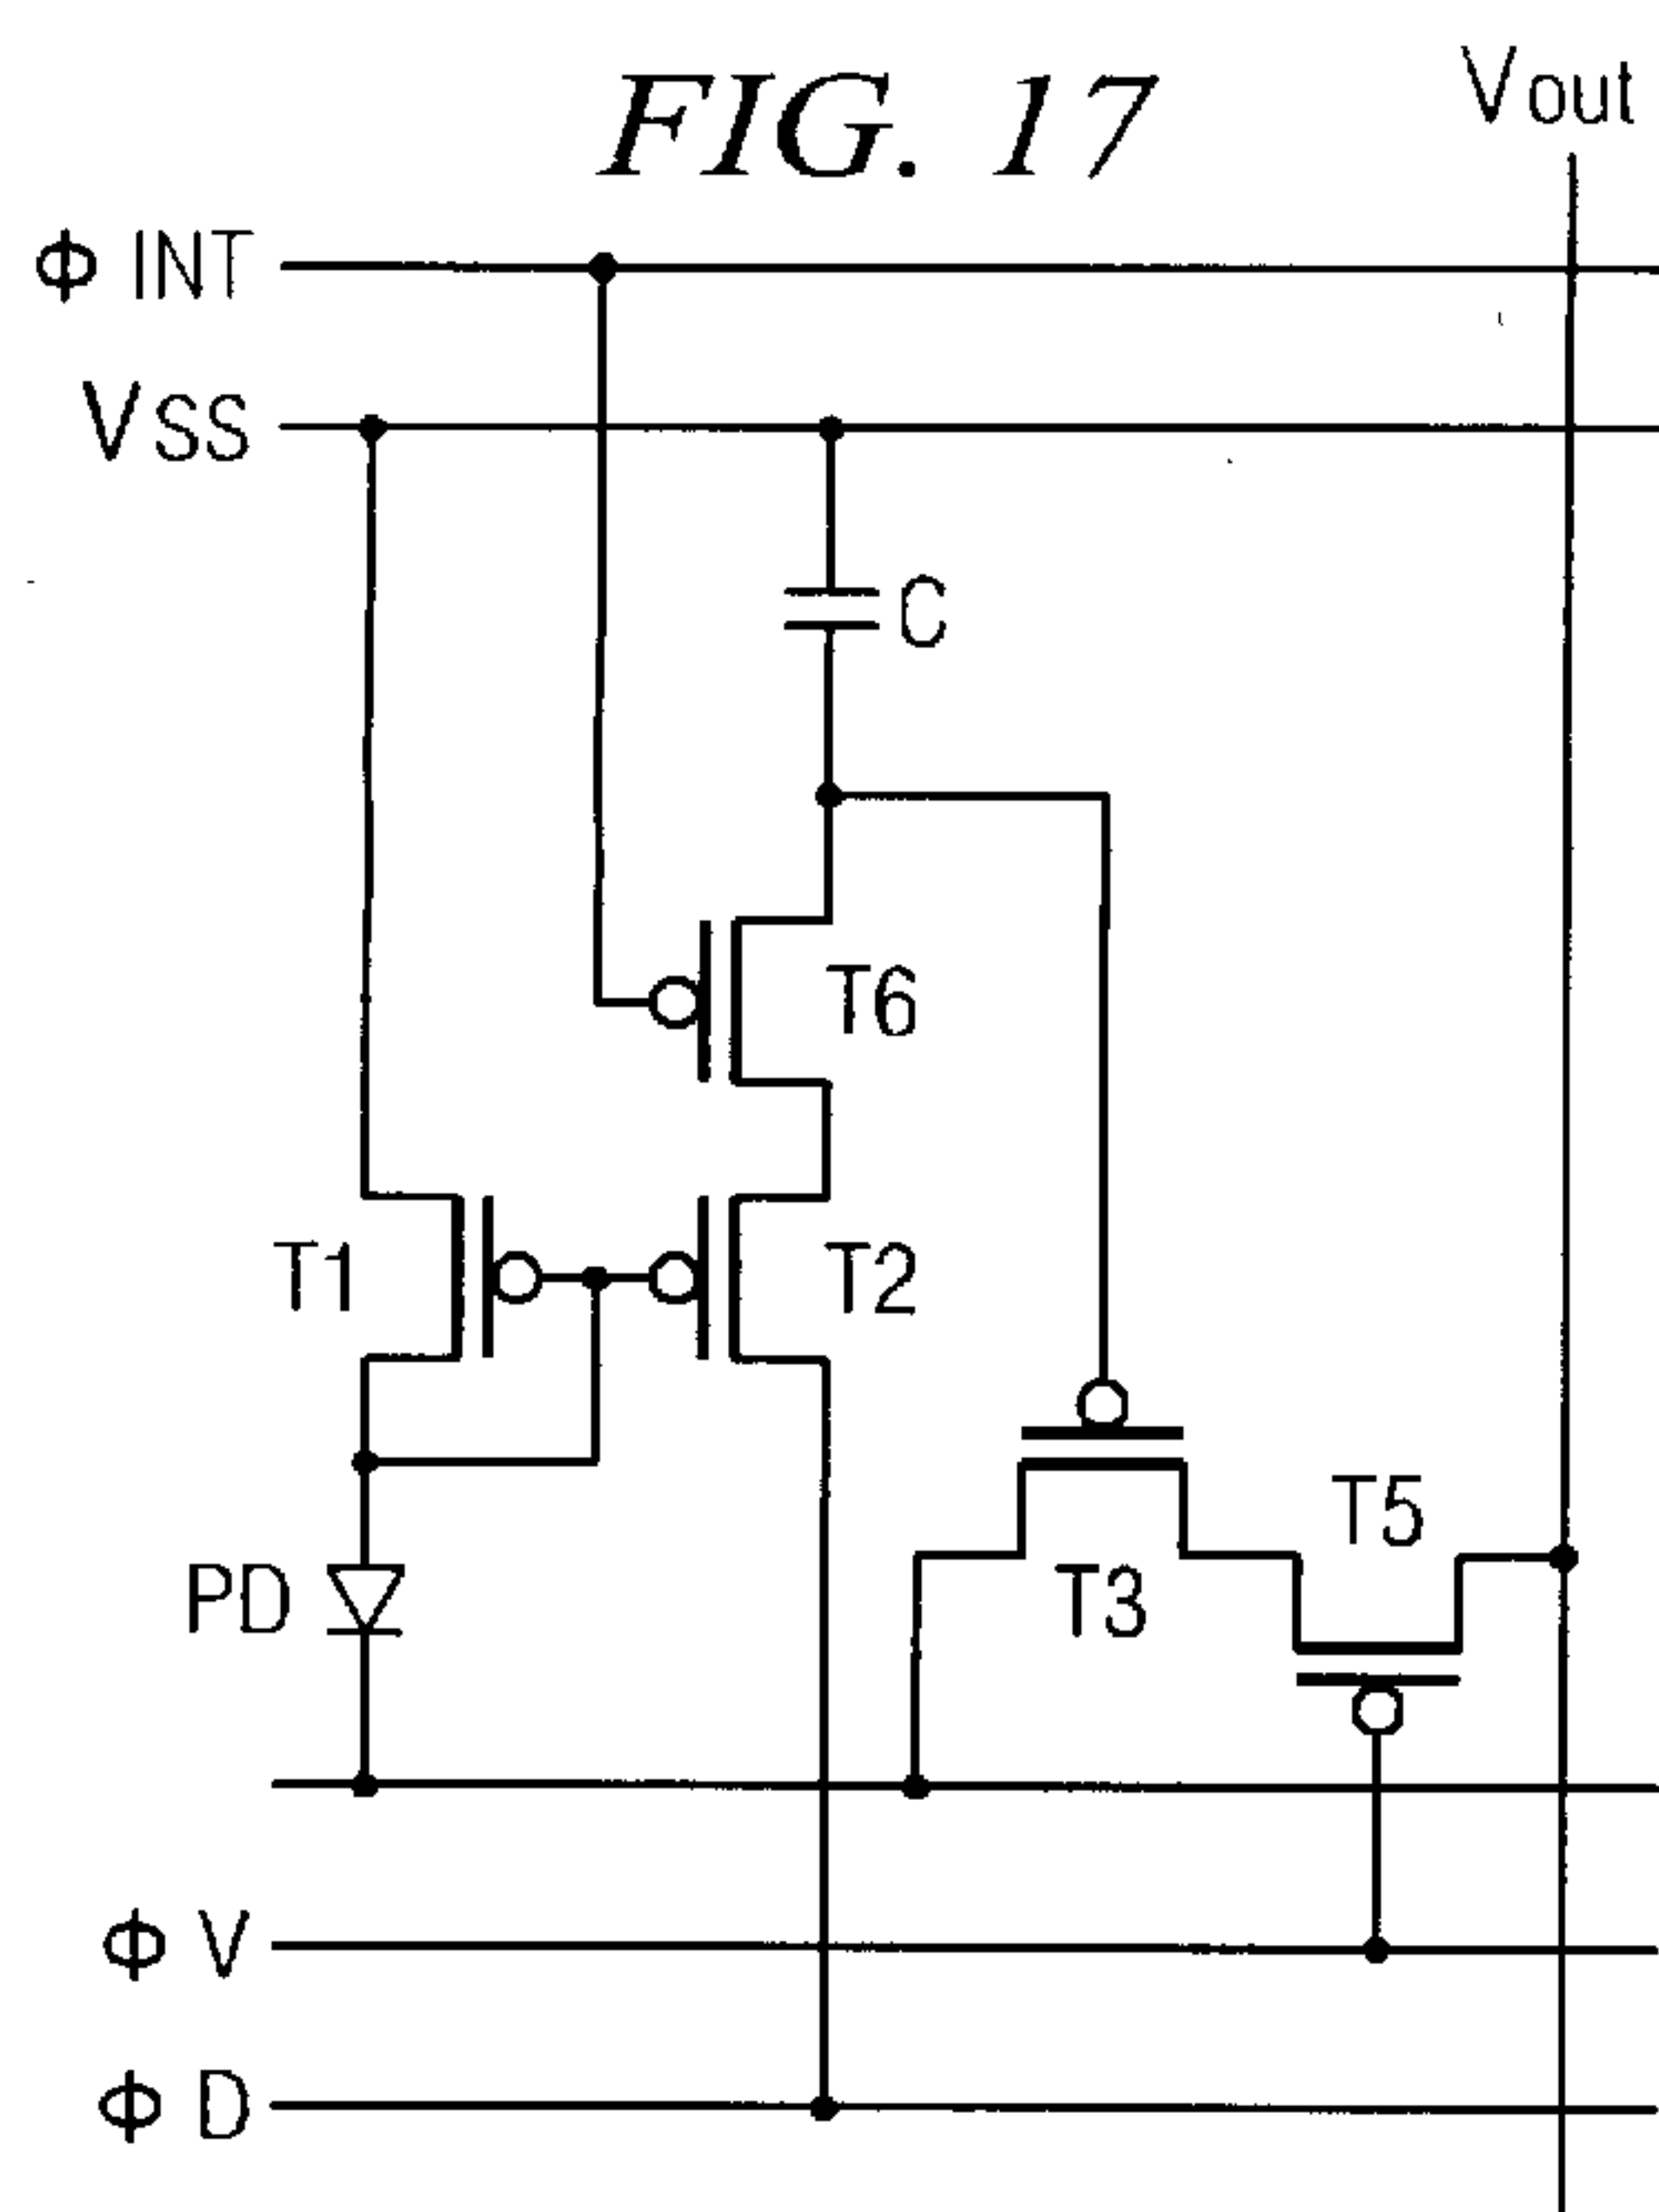 FIG. 17
Vout
Φ INT
VSS
C
T6
T1
T2
T5
PD
T3
Φ V
Φ D